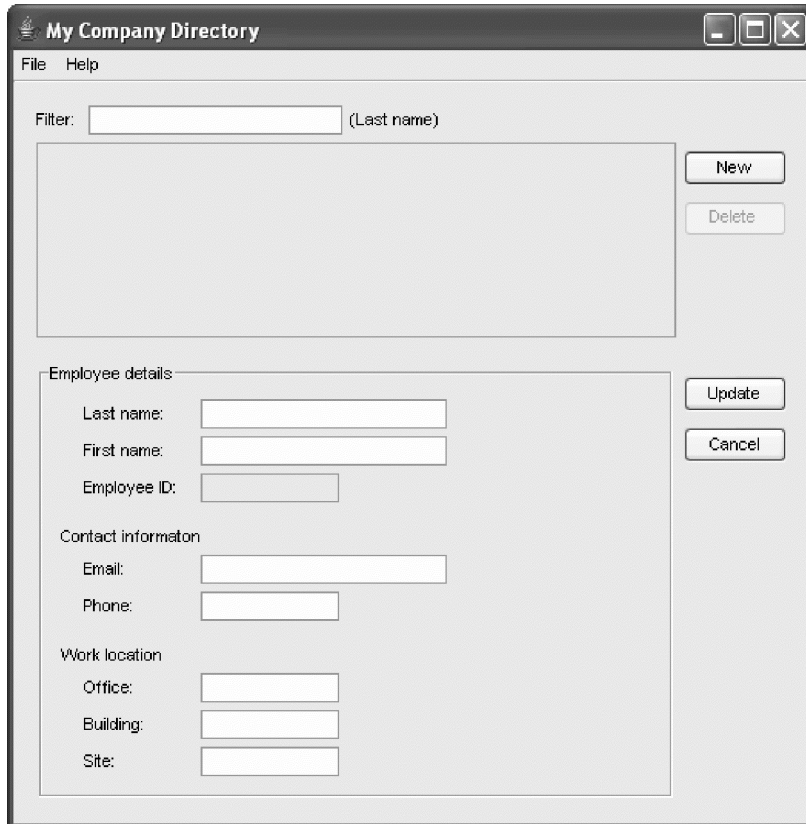 My Company Directory
File Help
Filter: (Last name)
New
Delete
Employee details
Update
Last name:
Cancel
First name:
Employee ID:
Contact informaton
Email:
Phone:
Work location
Office:
Building:
Site: